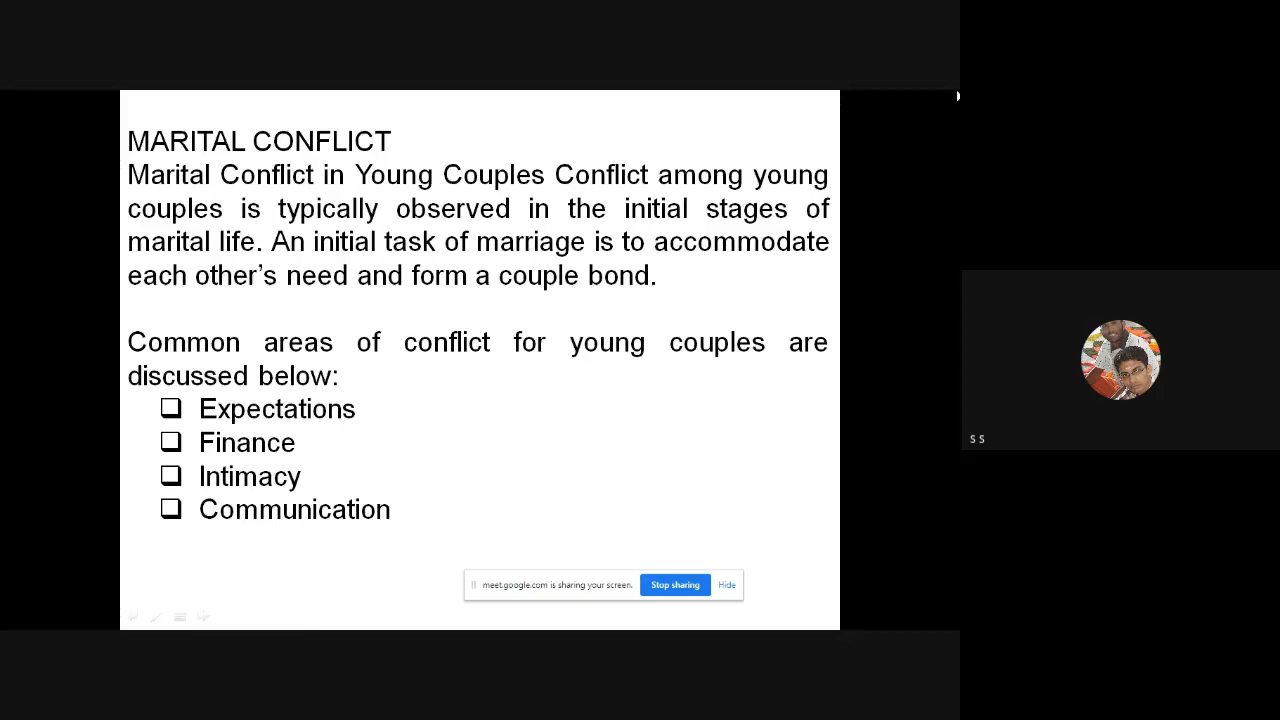 MARITAL CONFLICT
Marital Conflict in Young Couples Conflict among young
couples is typically observed in the initial stages of
marital life. An initial task of marriage is to accommodate
each other’s need and form a couple bond.
Common areas of conflict for young couples are
discussed below:
Expectations
Finance
Intimacy
Communication
meet.google.com is sharing your screen.
Stop sharing
Hide
S S